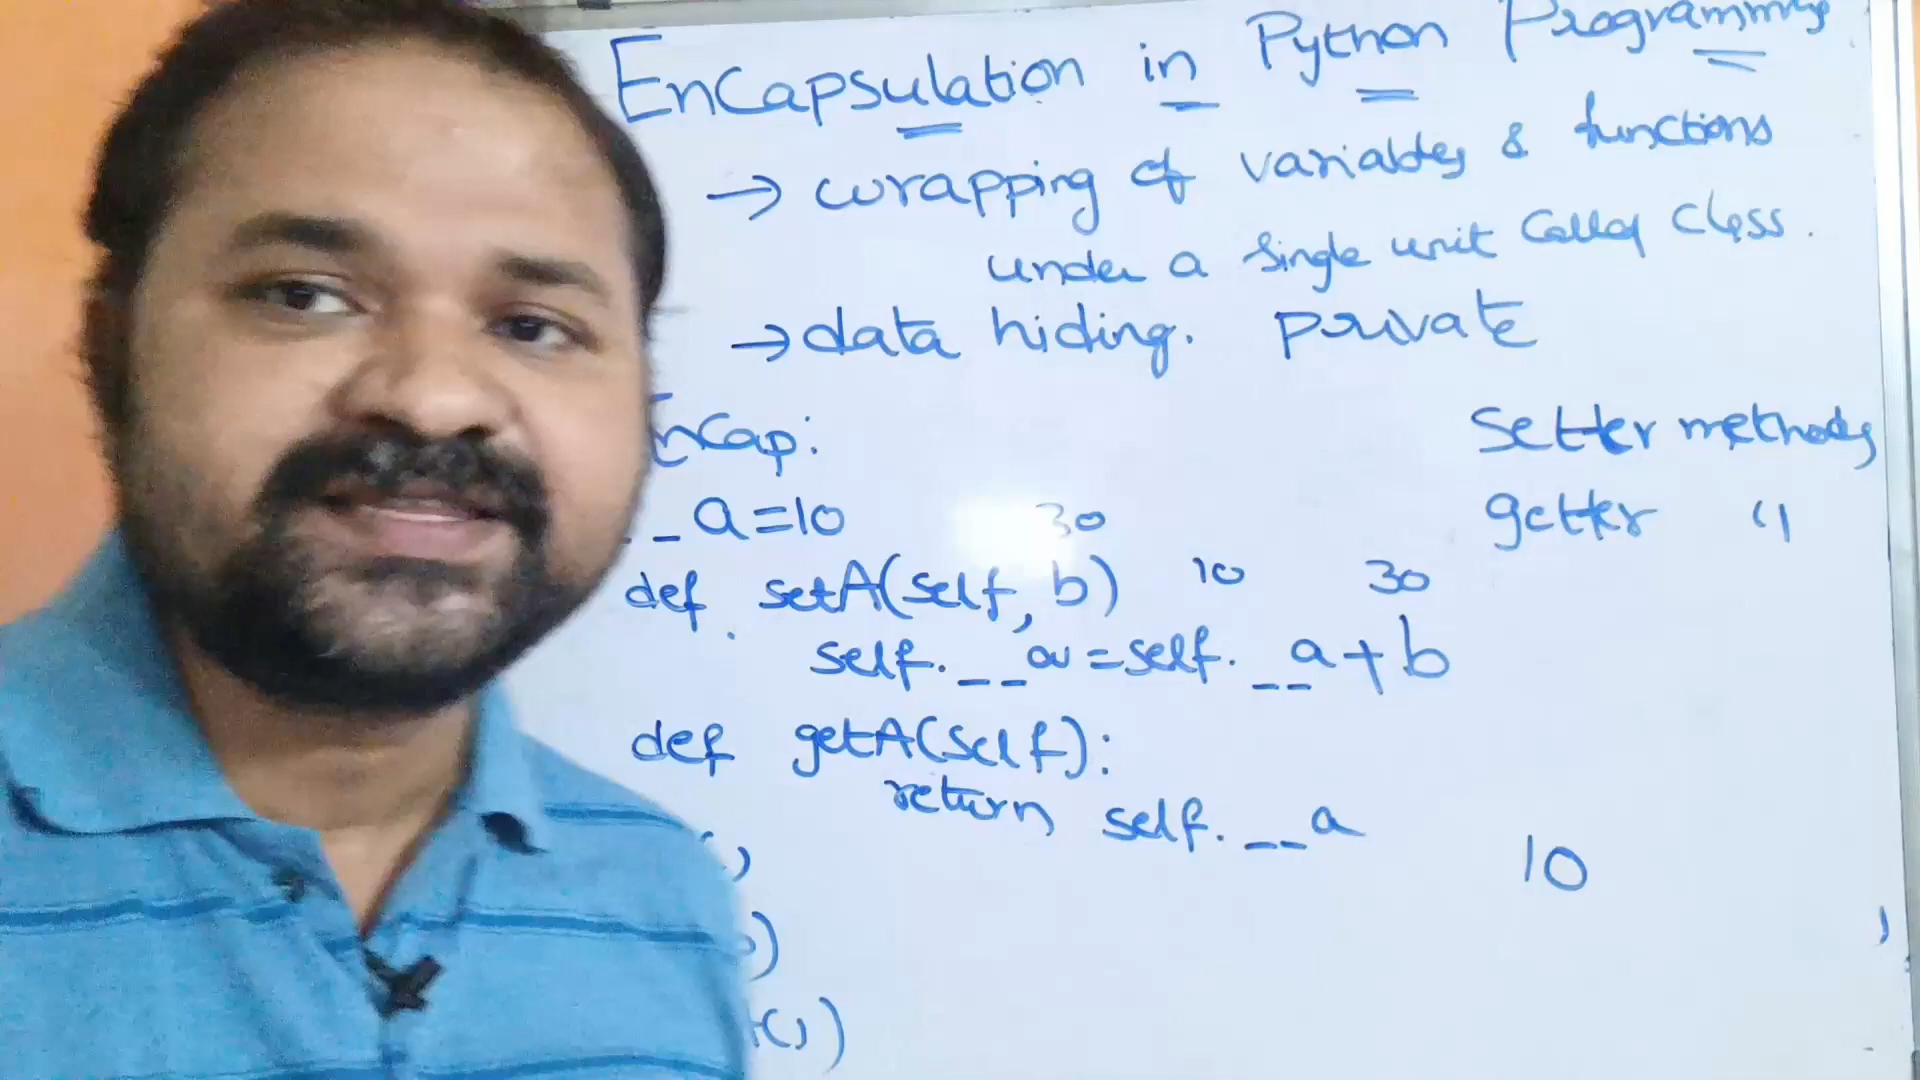 Encapsulation in Python Programming
→ wrapping of variables & functions
under a single unit called class.
→ data hiding. private
Encap:
__a=10
30
setter methods
getter "
def setA(self, b)
10 30
self.__a=self.__a+b
def getA(self):
return self.__a
10
)
)
())